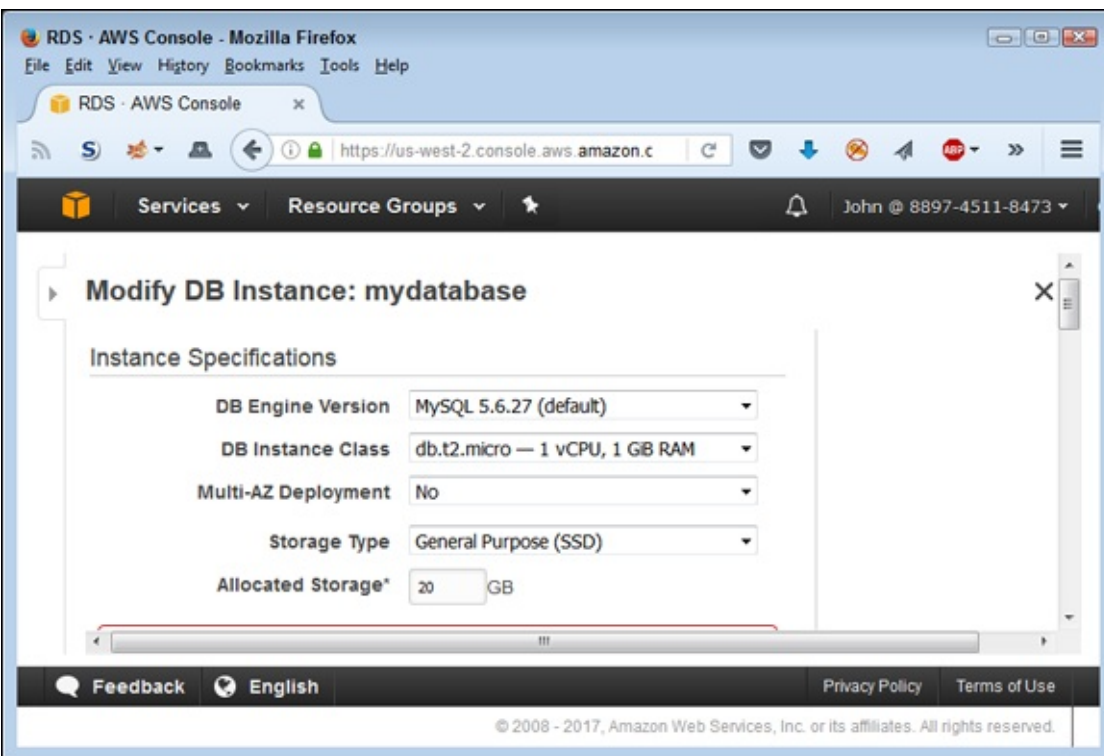 RDS · AWS Console - Mozilla Firefox
File Edit View History Bookmarks Tools Help
RDS · AWS Console
S ABP
https://us-west-2.console.aws.amazon.c
Services Resource Groups John @ 8897-4511-8473
Modify DB Instance: mydatabase
Instance Specifications
DB Engine Version MySQL 5.6.27 (default)
DB Instance Class db.t2.micro — 1 vCPU, 1 GiB RAM
Multi-AZ Deployment No
Storage Type General Purpose (SSD)
Allocated Storage* 20 GB
Feedback English Privacy Policy Terms of Use
© 2008 - 2017, Amazon Web Services, Inc. or its affiliates. All rights reserved.